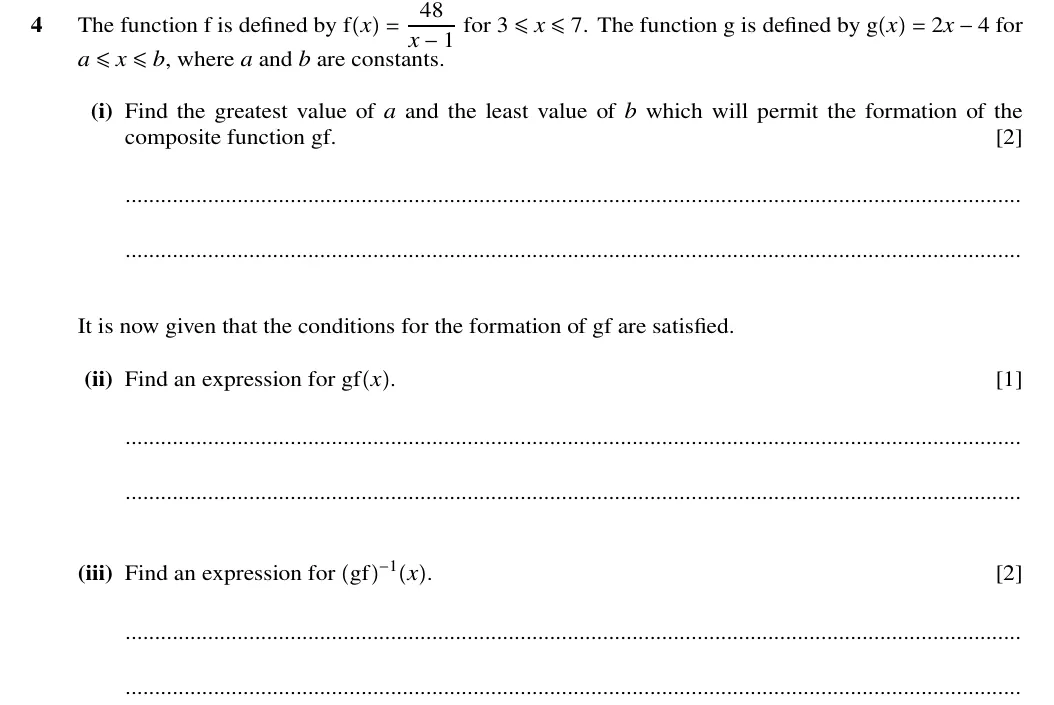 4 The function f is defined by f(x) = 48/(x − 1) for 3 ⩽ x ⩽ 7. The function g is defined by g(x) = 2x − 4 for
a ⩽ x ⩽ b, where a and b are constants.
(i) Find the greatest value of a and the least value of b which will permit the formation of the
composite function gf. [2]
It is now given that the conditions for the formation of gf are satisfied.
(ii) Find an expression for gf(x). [1]
(iii) Find an expression for (gf)⁻¹(x). [2]